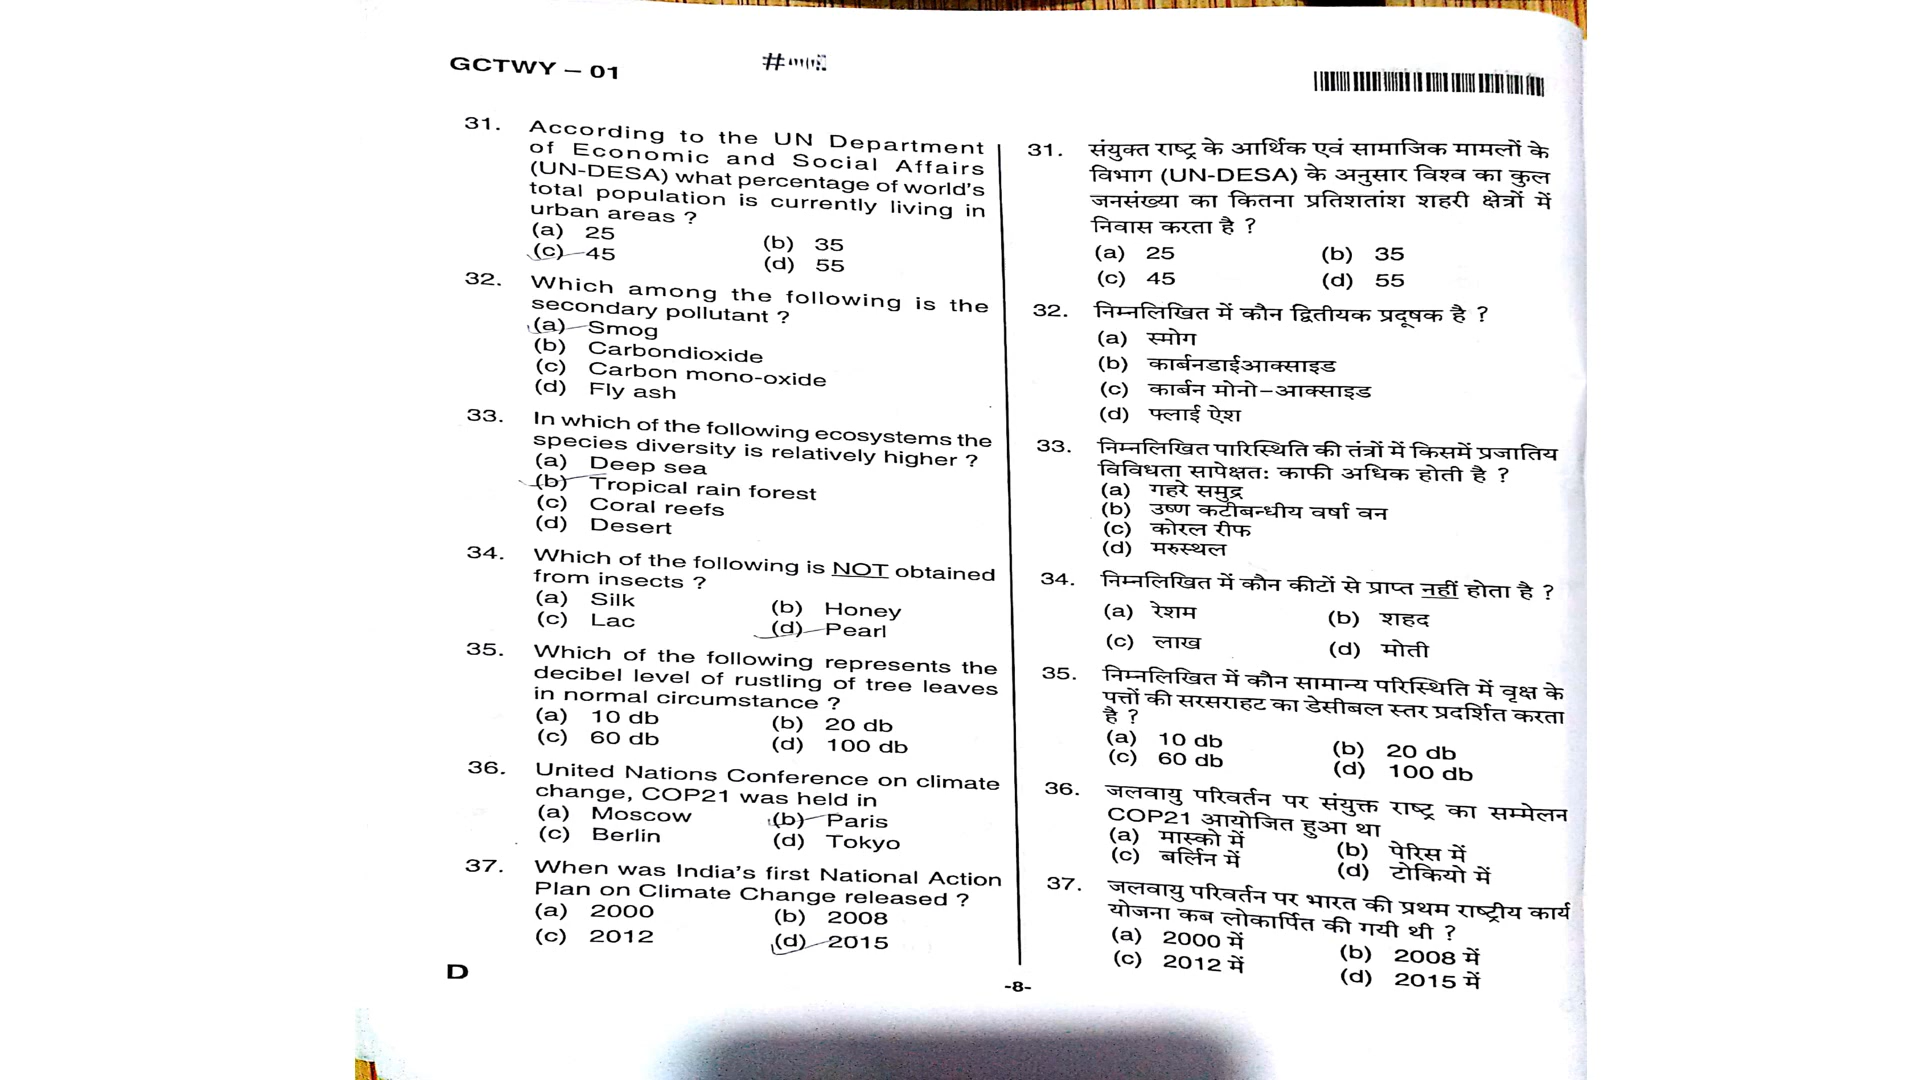 GCTWY – 01
31. According to the UN Department
of Economic and Social Affairs
(UN-DESA) what percentage of world's
total population is currently living in
urban areas ?
(a) 25 (b) 35
(c) 45 (d) 55
32. Which among the following is the
secondary pollutant ?
(a) Smog
(b) Carbondioxide
(c) Carbon mono-oxide
(d) Fly ash
33. In which of the following ecosystems the
species diversity is relatively higher ?
(a) Deep sea
(b) Tropical rain forest
(c) Coral reefs
(d) Desert
34. Which of the following is NOT obtained
from insects ?
(a) Silk (b) Honey
(c) Lac (d) Pearl
35. Which of the following represents the
decibel level of rustling of tree leaves
in normal circumstance ?
(a) 10 db (b) 20 db
(c) 60 db (d) 100 db
36. United Nations Conference on climate
change, COP21 was held in
(a) Moscow (b) Paris
(c) Berlin (d) Tokyo
37. When was India's first National Action
Plan on Climate Change released ?
(a) 2000 (b) 2008
(c) 2012 (d) 2015
31. संयुक्त राष्ट्र के आर्थिक एवं सामाजिक मामलों के
विभाग (UN-DESA) के अनुसार विश्व का कुल
जनसंख्या का कितना प्रतिशतांश शहरी क्षेत्रों में
निवास करता है ?
(a) 25 (b) 35
(c) 45 (d) 55
32. निम्नलिखित में कौन द्वितीयक प्रदूषक है ?
(a) स्मोग
(b) कार्बनडाईआक्साइड
(c) कार्बन मोनो–आक्साइड
(d) फ्लाई ऐश
33. निम्नलिखित पारिस्थिति की तंत्रों में किसमें प्रजातिय
विविधता सापेक्षतः काफी अधिक होती है ?
(a) गहरे समुद्र
(b) उष्ण कटीबन्धीय वर्षा वन
(c) कोरल रीफ
(d) मरुस्थल
34. निम्नलिखित में कौन कीटों से प्राप्त नहीं होता है ?
(a) रेशम (b) शहद
(c) लाख (d) मोती
35. निम्नलिखित में कौन सामान्य परिस्थिति में वृक्ष के
पत्तों की सरसराहट का डेसीबल स्तर प्रदर्शित करता
है ?
(a) 10 db (b) 20 db
(c) 60 db (d) 100 db
36. जलवायु परिवर्तन पर संयुक्त राष्ट्र का सम्मेलन
COP21 आयोजित हुआ था
(a) मास्को में (b) पेरिस में
(c) बर्लिन में (d) टोकियो में
37. जलवायु परिवर्तन पर भारत की प्रथम राष्ट्रीय कार्य
योजना कब लोकार्पित की गयी थी ?
(a) 2000 में (b) 2008 में
(c) 2012 में (d) 2015 में
D
-8-